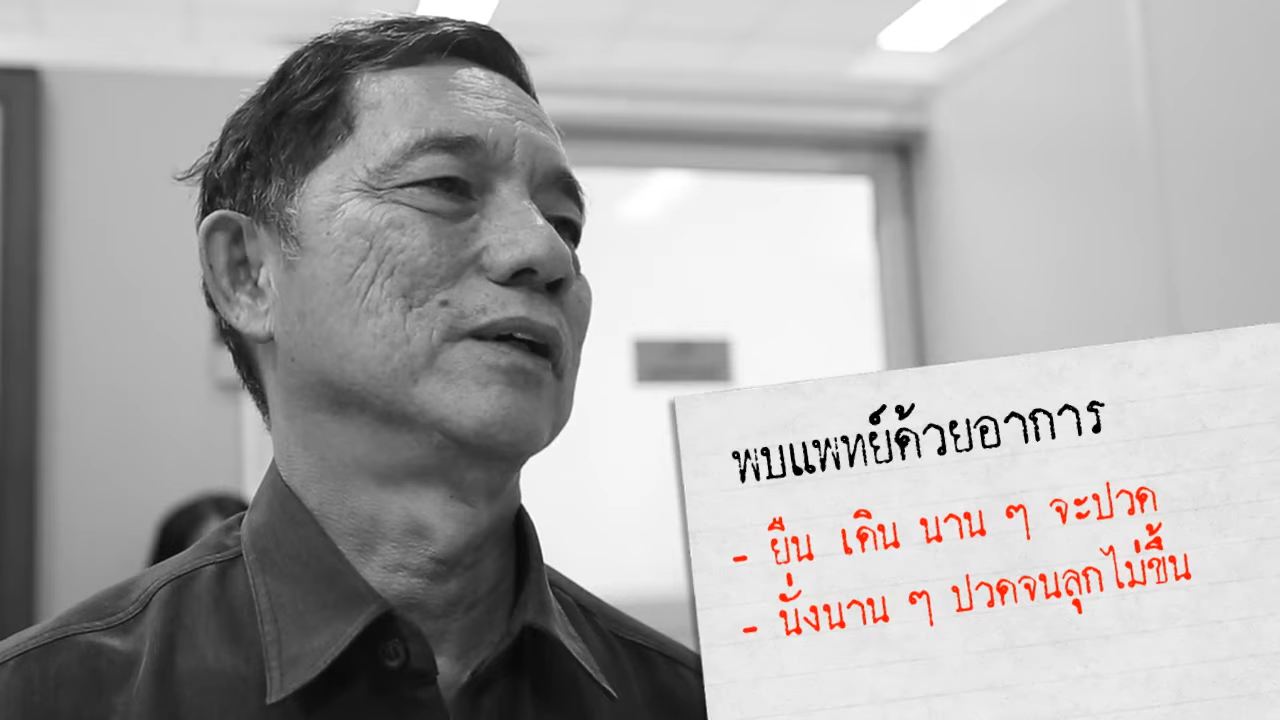 พบแพทย์ด้วยอาการ
- ยืน เดิน นาน ๆ จะปวด
- นั่งนาน ๆ ปวดจนลุกไม่ขึ้น